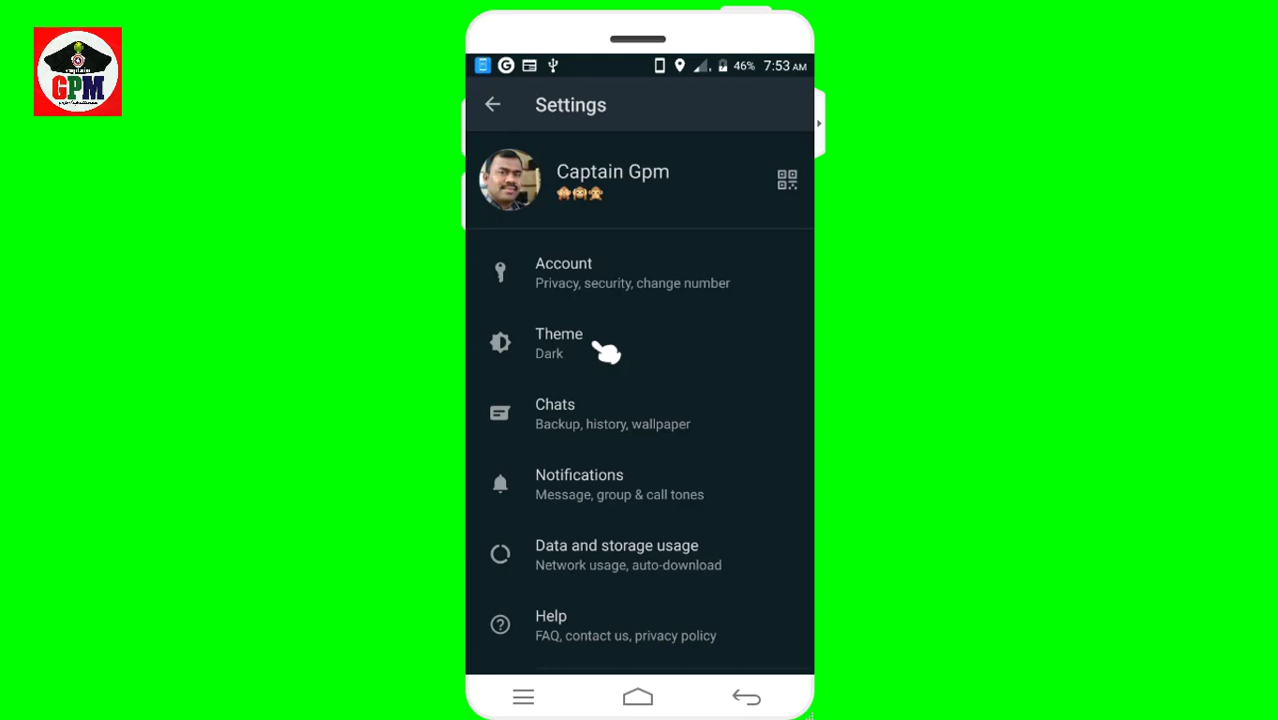 captain
GPM
46% 7:53 AM
Settings
Captain Gpm
Account
Privacy, security, change number
Theme
Dark
Chats
Backup, history, wallpaper
Notifications
Message, group & call tones
Data and storage usage
Network usage, auto-download
Help
FAQ, contact us, privacy policy